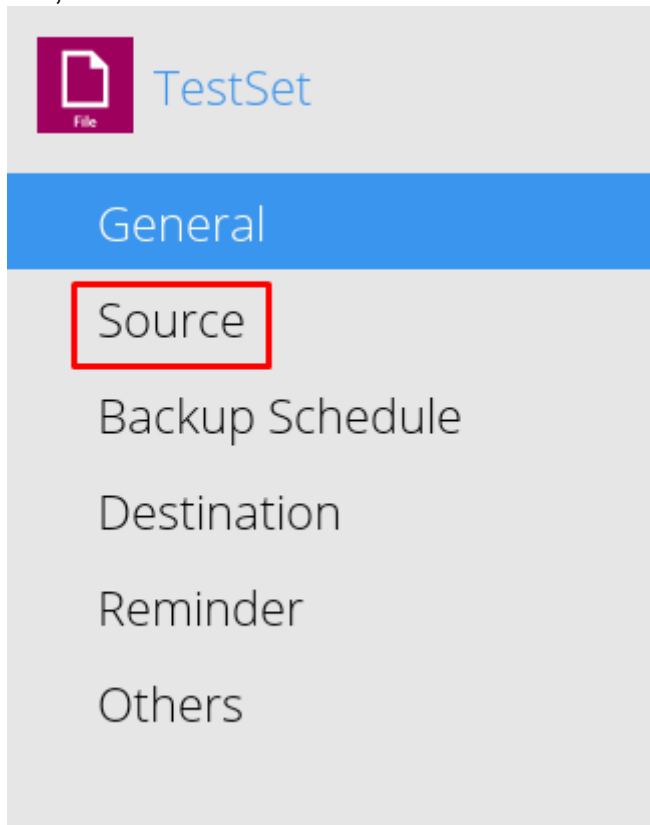 TestSet
File
General
Source
Backup Schedule
Destination
Reminder
Others